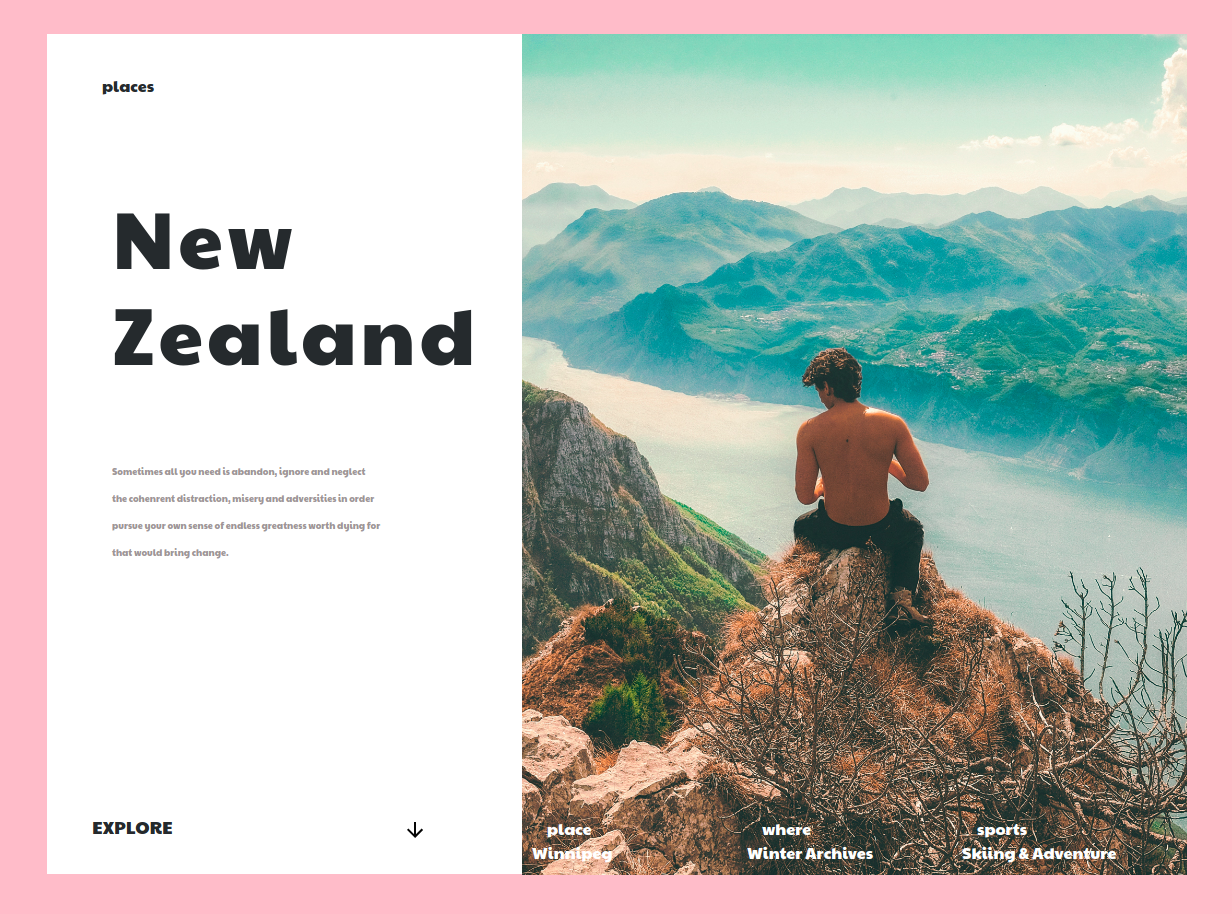 places
New
Zealand
Sometimes all you need is abandon, ignore and neglect
the cohenrent distraction, misery and adversities in order
pursue your own sense of endless greatness worth dying for
that would bring change.
EXPLORE
place
Winnipeg
where
Winter Archives
sports
Skiing & Adventure